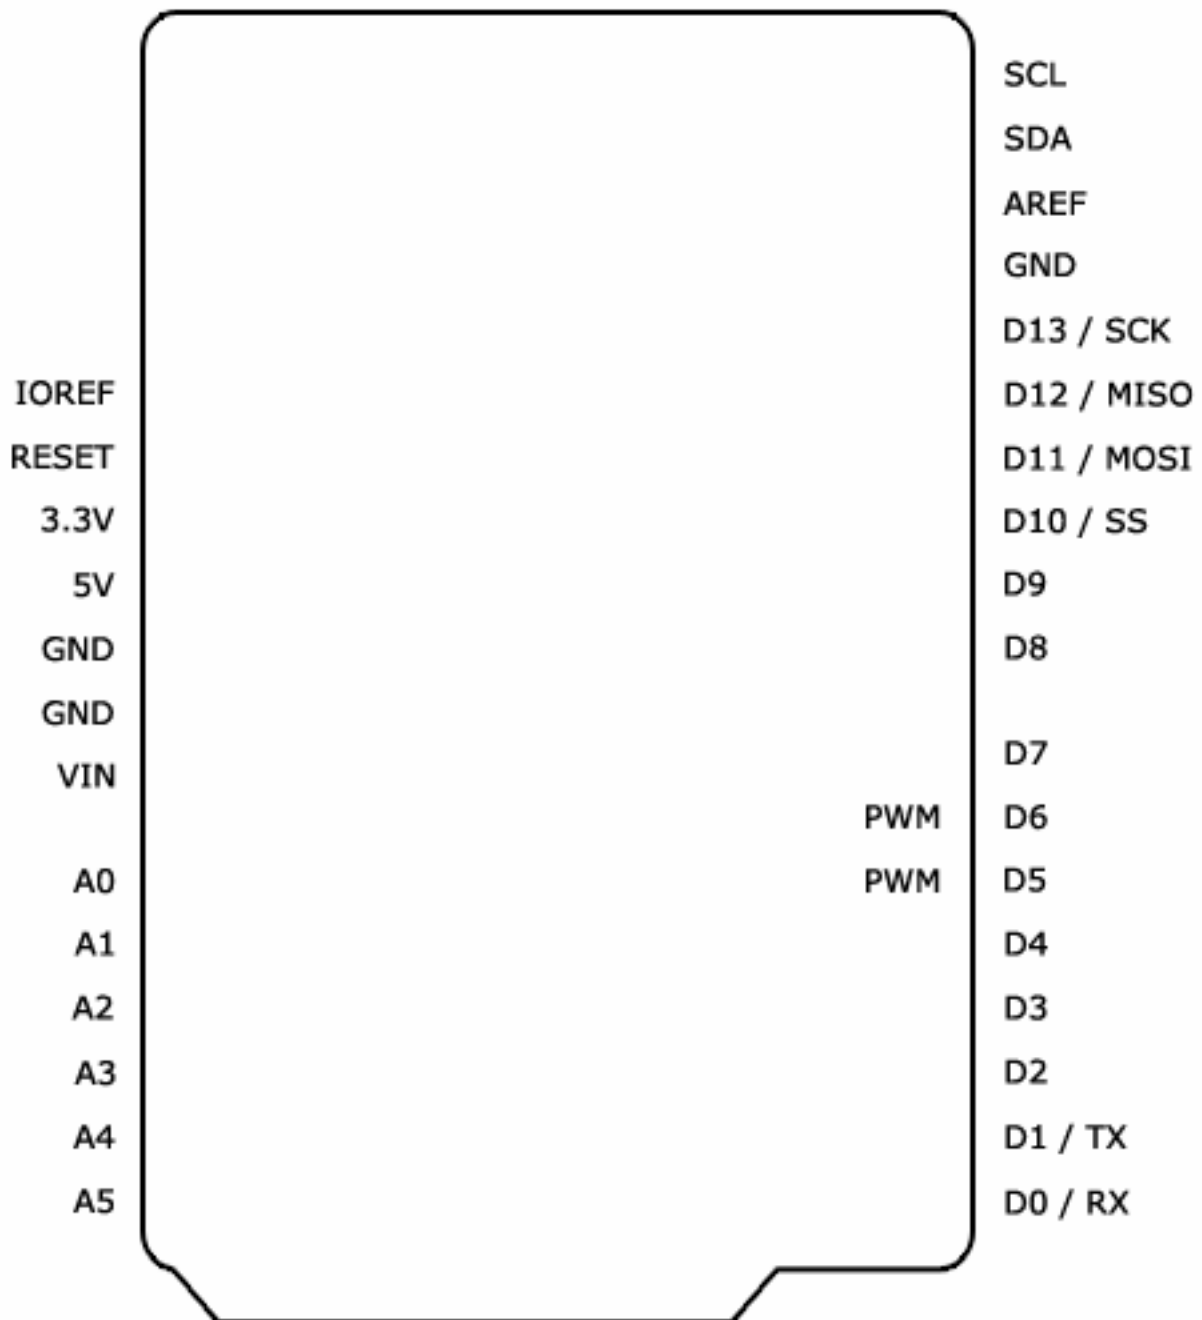 SCL
SDA
AREF
GND
D13 / SCK
IOREF
D12 / MISO
RESET
D11 / MOSI
3.3V
D10 / SS
5V
D9
GND
D8
GND
D7
VIN
PWM D6
A0
PWM D5
A1
D4
A2
D3
A3
D2
A4
D1 / TX
A5
D0 / RX